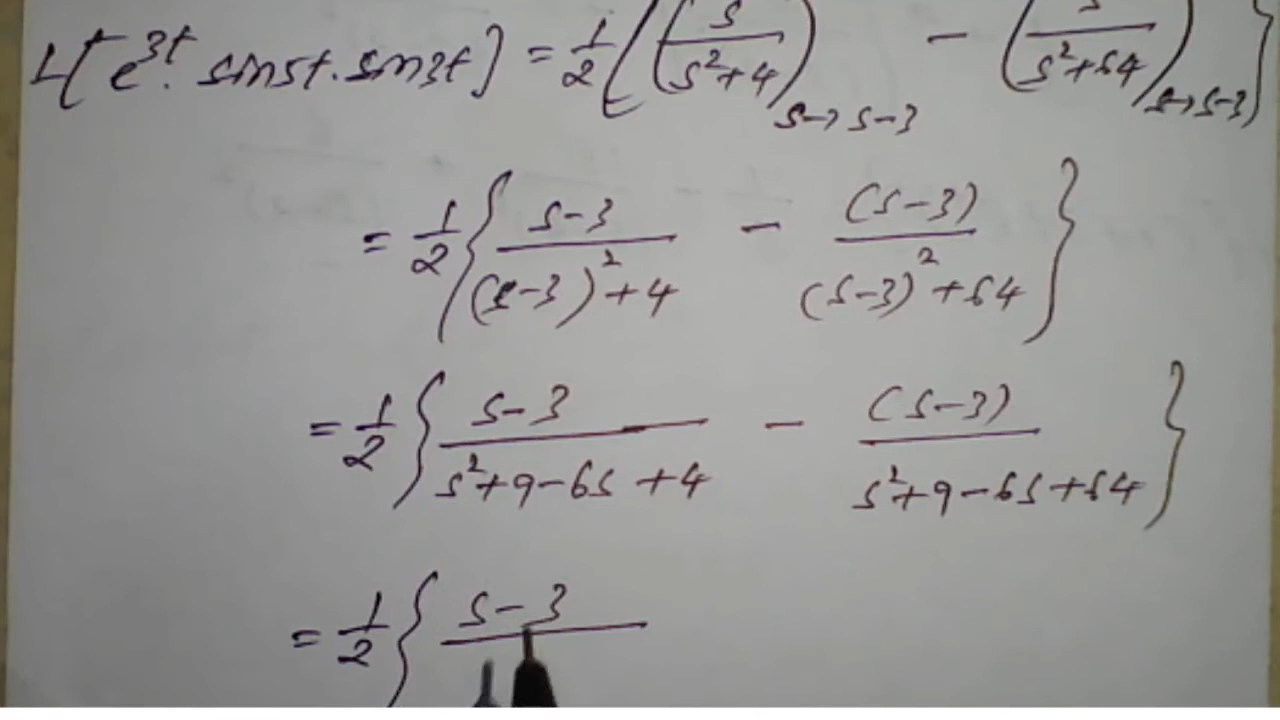 L[e^3t. sin5t. sin3t] = 1/2 { (s/(s²+4))s→s-3 - (s/(s²+64))s→s-3 }
= 1/2 { s-3/((s-3)²+4) - (s-3)/((s-3)²+64) }
= 1/2 { s-3/(s²+9-6s+4) - (s-3)/(s²+9-6s+64) }
= 1/2 { s-3